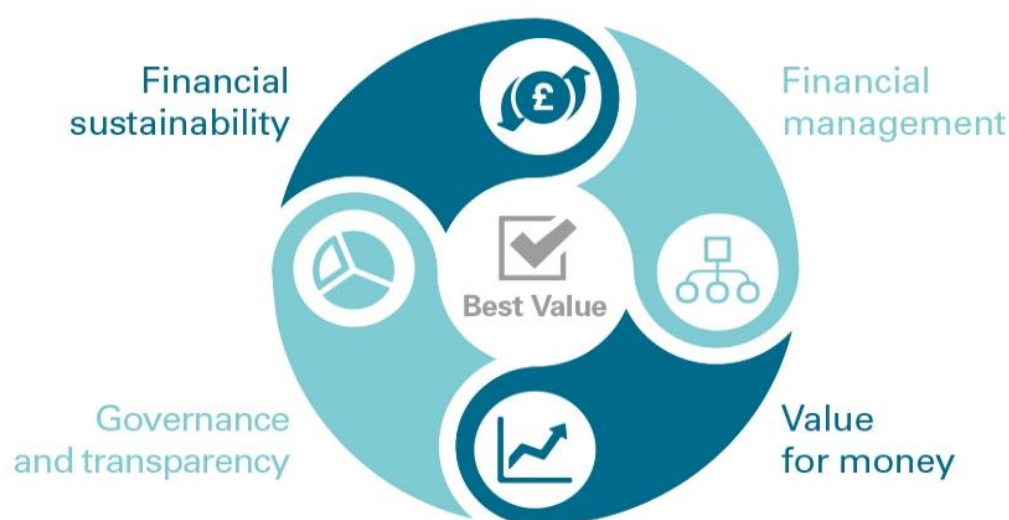 Financial
sustainability
Financial
management
£
Best Value
Governance
and transparency
Value
for money